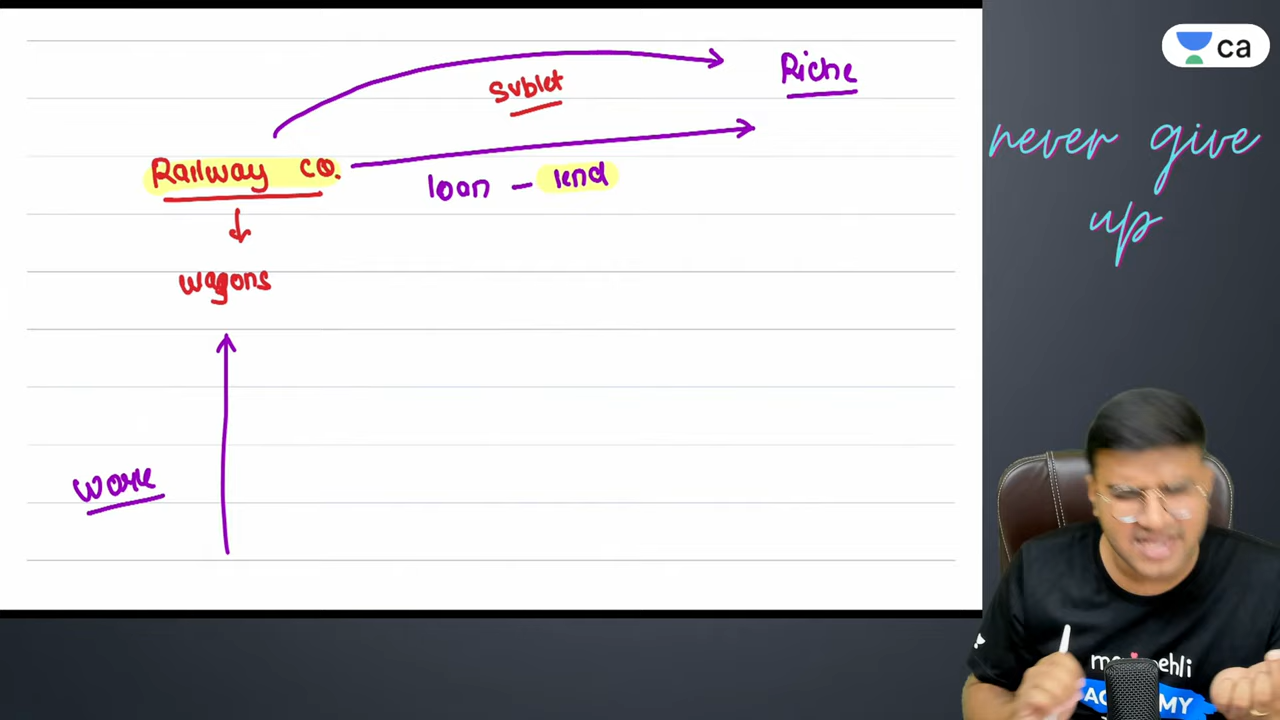 Riche
Sublet
Railway co.
loan - lend
wagons
work
ca
never give
up